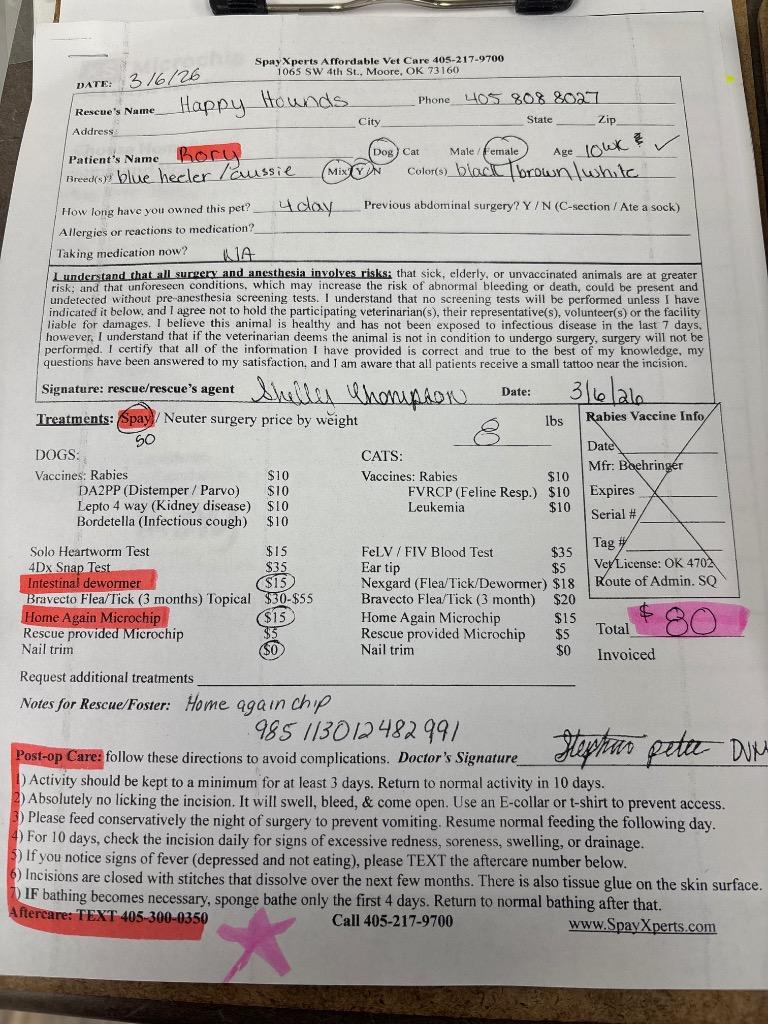 SpayXperts Affordable Vet Care 405-217-9700
1065 SW 4th St., Moore, OK 73160
DATE: 3/6/26
Rescue's Name Happy Hounds Phone 405 808 8027
Address City State Zip
Patient's Name Rory Dog Cat Male / Female Age 10wk
Breed(s)? blue heeler /aussie Mix Y/N Color(s) black/brown/white
How long have you owned this pet? 4 day Previous abdominal surgery? Y / N (C-section / Ate a sock)
Allergies or reactions to medication?
Taking medication now? N/A
I understand that all surgery and anesthesia involves risks; that sick, elderly, or unvaccinated animals are at greater
risk; and that unforeseen conditions, which may increase the risk of abnormal bleeding or death, could be present and
undetected without pre-anesthesia screening tests. I understand that no screening tests will be performed unless I have
indicated it below, and I agree not to hold the participating veterinarian(s), their representative(s), volunteer(s) or the facility
liable for damages. I believe this animal is healthy and has not been exposed to infectious disease in the last 7 days,
however, I understand that if the veterinarian deems the animal is not in condition to undergo surgery, surgery will not be
performed. I certify that all of the information I have provided is correct and true to the best of my knowledge, my
questions have been answered to my satisfaction, and I am aware that all patients receive a small tattoo near the incision.
Signature: rescue/rescue's agent Shelley Thompson Date: 3/6/26
Treatments: Spay / Neuter surgery price by weight 8 lbs
50
Rabies Vaccine Info
Date
Mfr: Boehringer
Expires
Serial #
Tag #
Vet License: OK 4702
Route of Admin. SQ
DOGS: CATS:
Vaccines: Rabies $10 Vaccines: Rabies $10
DA2PP (Distemper / Parvo) $10 FVRCP (Feline Resp.) $10
Lepto 4 way (Kidney disease) $10 Leukemia $10
Bordetella (Infectious cough) $10
Solo Heartworm Test $15 FeLV / FIV Blood Test $35
4Dx Snap Test $35 Ear tip $5
Intestinal dewormer $15 Nexgard (Flea/Tick/Dewormer) $18
Bravecto Flea/Tick (3 months) Topical $30-$55 Bravecto Flea/Tick (3 month) $20
Home Again Microchip $15 Home Again Microchip $15
Rescue provided Microchip $5 Rescue provided Microchip $5
Nail trim $0 Nail trim $0
Total $ 80
Invoiced
Request additional treatments
Notes for Rescue/Foster: Home again chip
985113012482991
Post-op Care: follow these directions to avoid complications. Doctor's Signature DVM
1) Activity should be kept to a minimum for at least 3 days. Return to normal activity in 10 days.
2) Absolutely no licking the incision. It will swell, bleed, & come open. Use an E-collar or t-shirt to prevent access.
3) Please feed conservatively the night of surgery to prevent vomiting. Resume normal feeding the following day.
4) For 10 days, check the incision daily for signs of excessive redness, soreness, swelling, or drainage.
5) If you notice signs of fever (depressed and not eating), please TEXT the aftercare number below.
6) Incisions are closed with stitches that dissolve over the next few months. There is also tissue glue on the skin surface.
7) IF bathing becomes necessary, sponge bathe only the first 4 days. Return to normal bathing after that.
Aftercare: TEXT 405-300-0350 Call 405-217-9700 www.SpayXperts.com